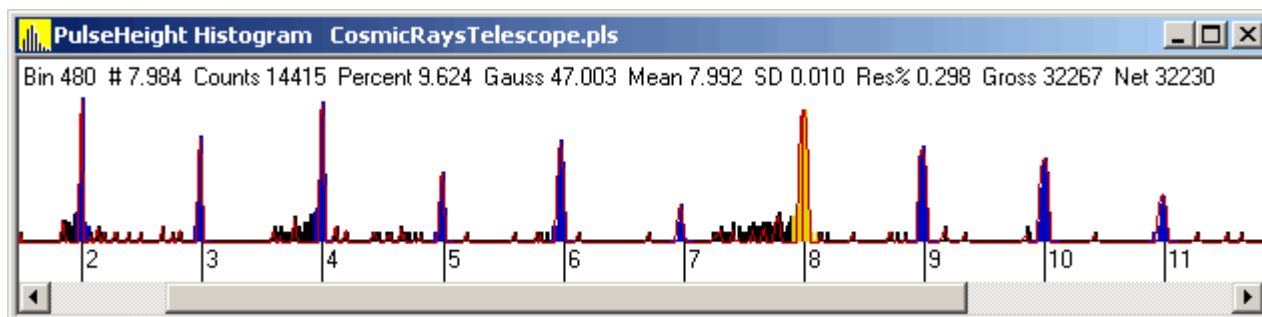 PulseHeight Histogram CosmicRaysTelescope.pls
Bin 480 # 7.984 Counts 14415 Percent 9.624 Gauss 47.003 Mean 7.992 SD 0.010 Res% 0.298 Gross 32267 Net 32230
2 3 4 5 6 7 8 9 10 11